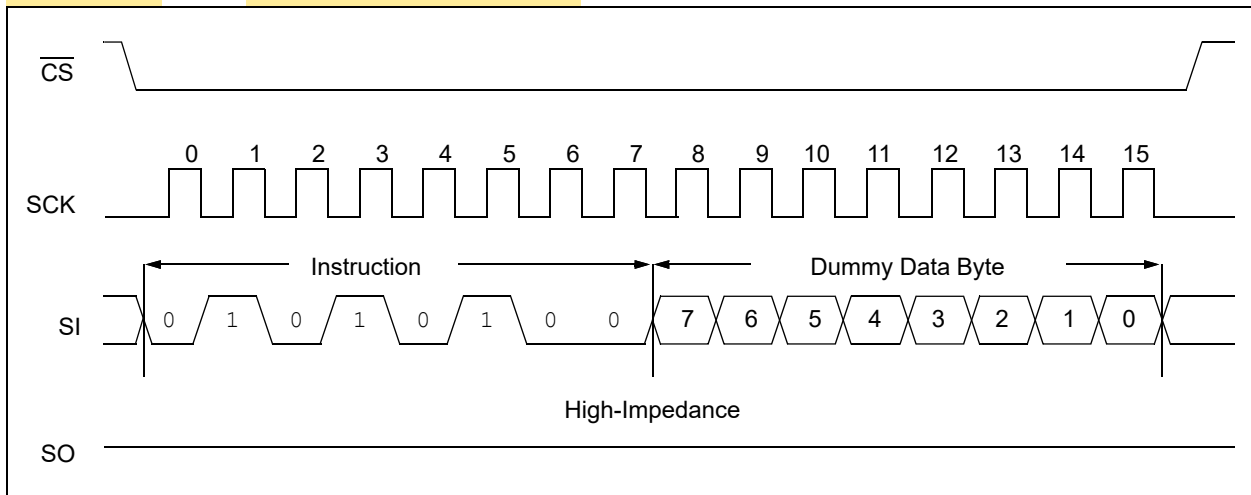 CS
0 1 2 3 4 5 6 7 8 9 10 11 12 13 14 15
SCK
Instruction Dummy Data Byte
SI 0 1 0 1 0 1 0 0 7 6 5 4 3 2 1 0
High-Impedance
SO